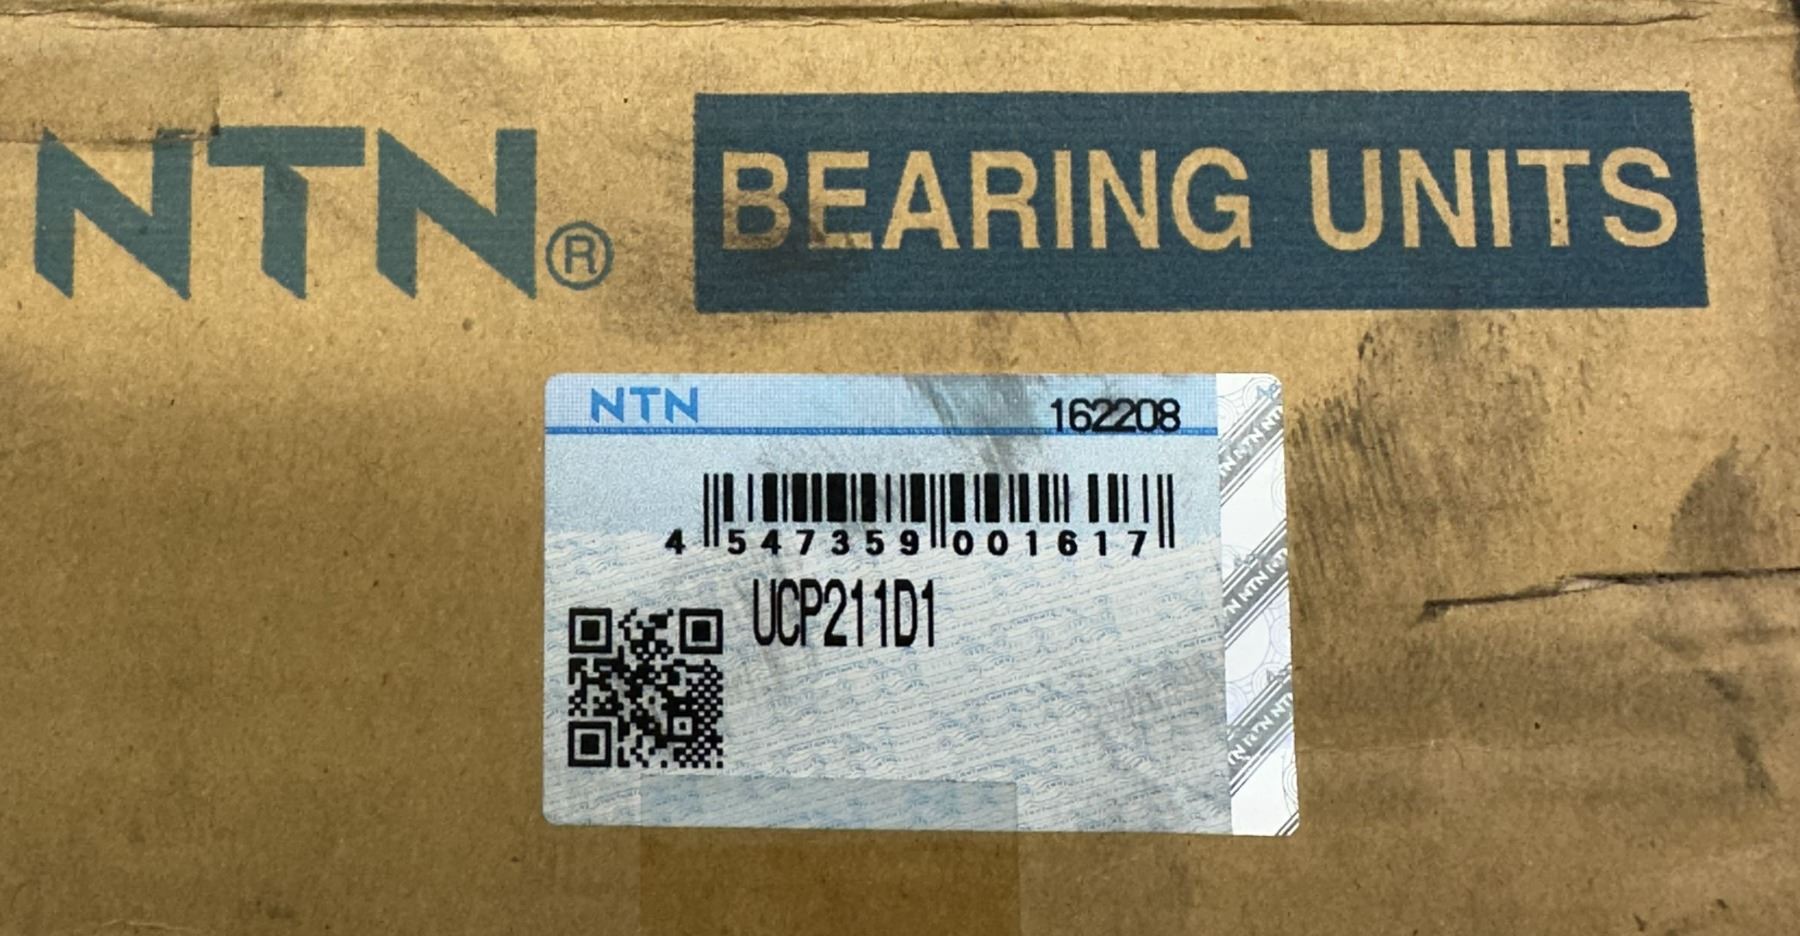 NTN® BEARING UNITS
NTN 162208
4 547359 001617
UCP211D1